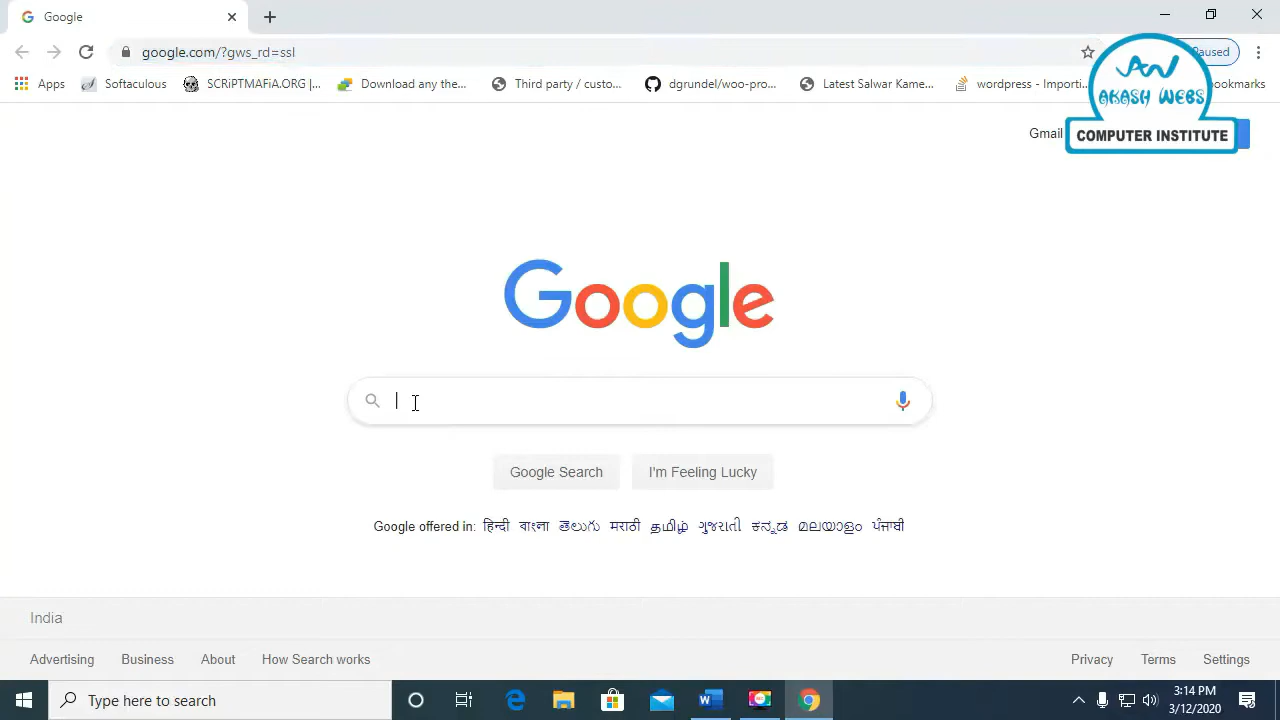 Google
google.com/?gws_rd=ssl
Paused
Apps Softaculous SCRiPTMAFiA.ORG |... Download any the... Third party / custo... dgrundel/woo-pro... Latest Salwar Kame... wordpress - Importi... bookmarks
AW
AKASH WEBS
COMPUTER INSTITUTE
Gmail
Google
Google Search I'm Feeling Lucky
Google offered in: हिन्दी বাংলা తెలుగు मराठी தமிழ் ગુજરાતી ಕನ್ನಡ മലയാളം ਪੰਜਾਬੀ
India
Advertising Business About How Search works Privacy Terms Settings
Type here to search
3:14 PM
3/12/2020